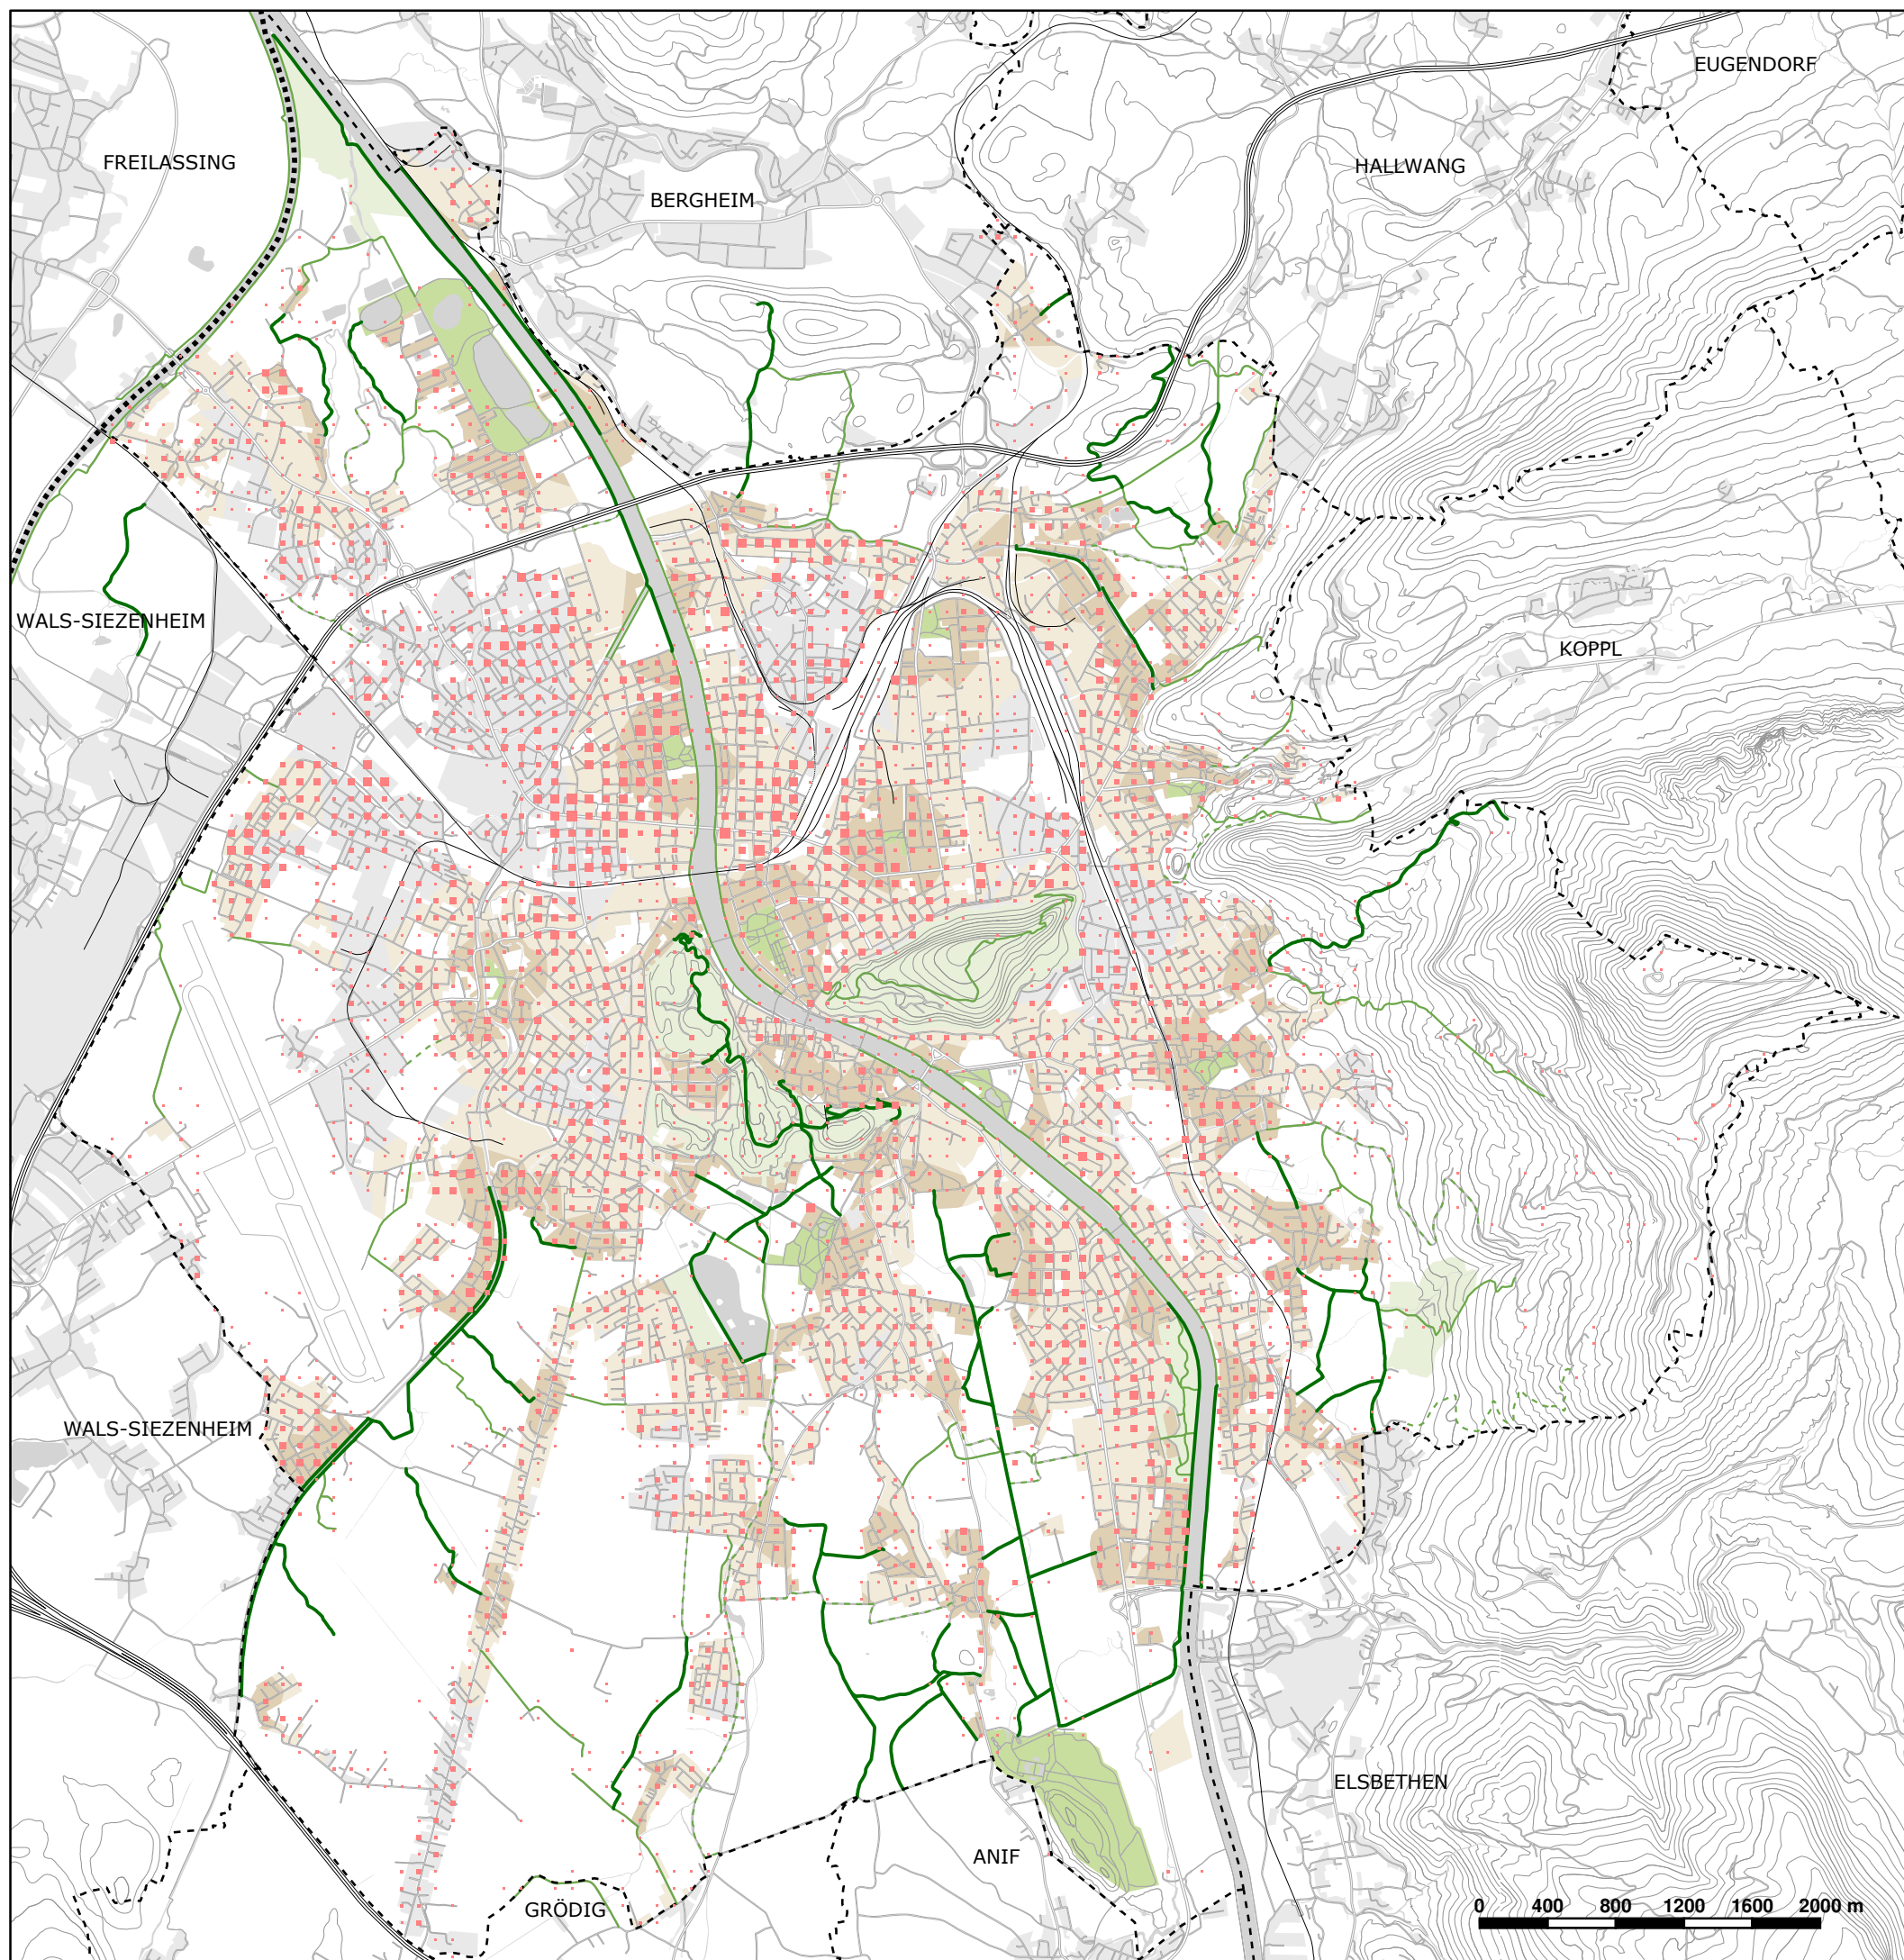 EUGENDORF
FREILASSING
HALLWANG
BERGHEIM
WALS-SIEZENHEIM
KOPPL
WALS-SIEZENHEIM
ELSBETHEN
ANIF
GRÖDIG
0 400 800 1200 1600 2000 m